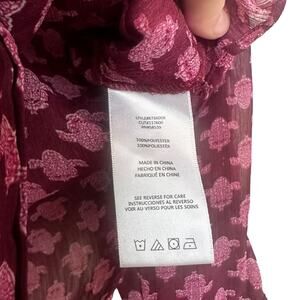 100%POLYESTER
100%POLYESTER
MADE IN CHINA
HECHO EN CHINA
FABRIQUÉ EN CHINE
SEE REVERSE FOR CARE
INSTRUCCIONES AL REVERSO
VOIR AU VERSO POUR LES SOINS